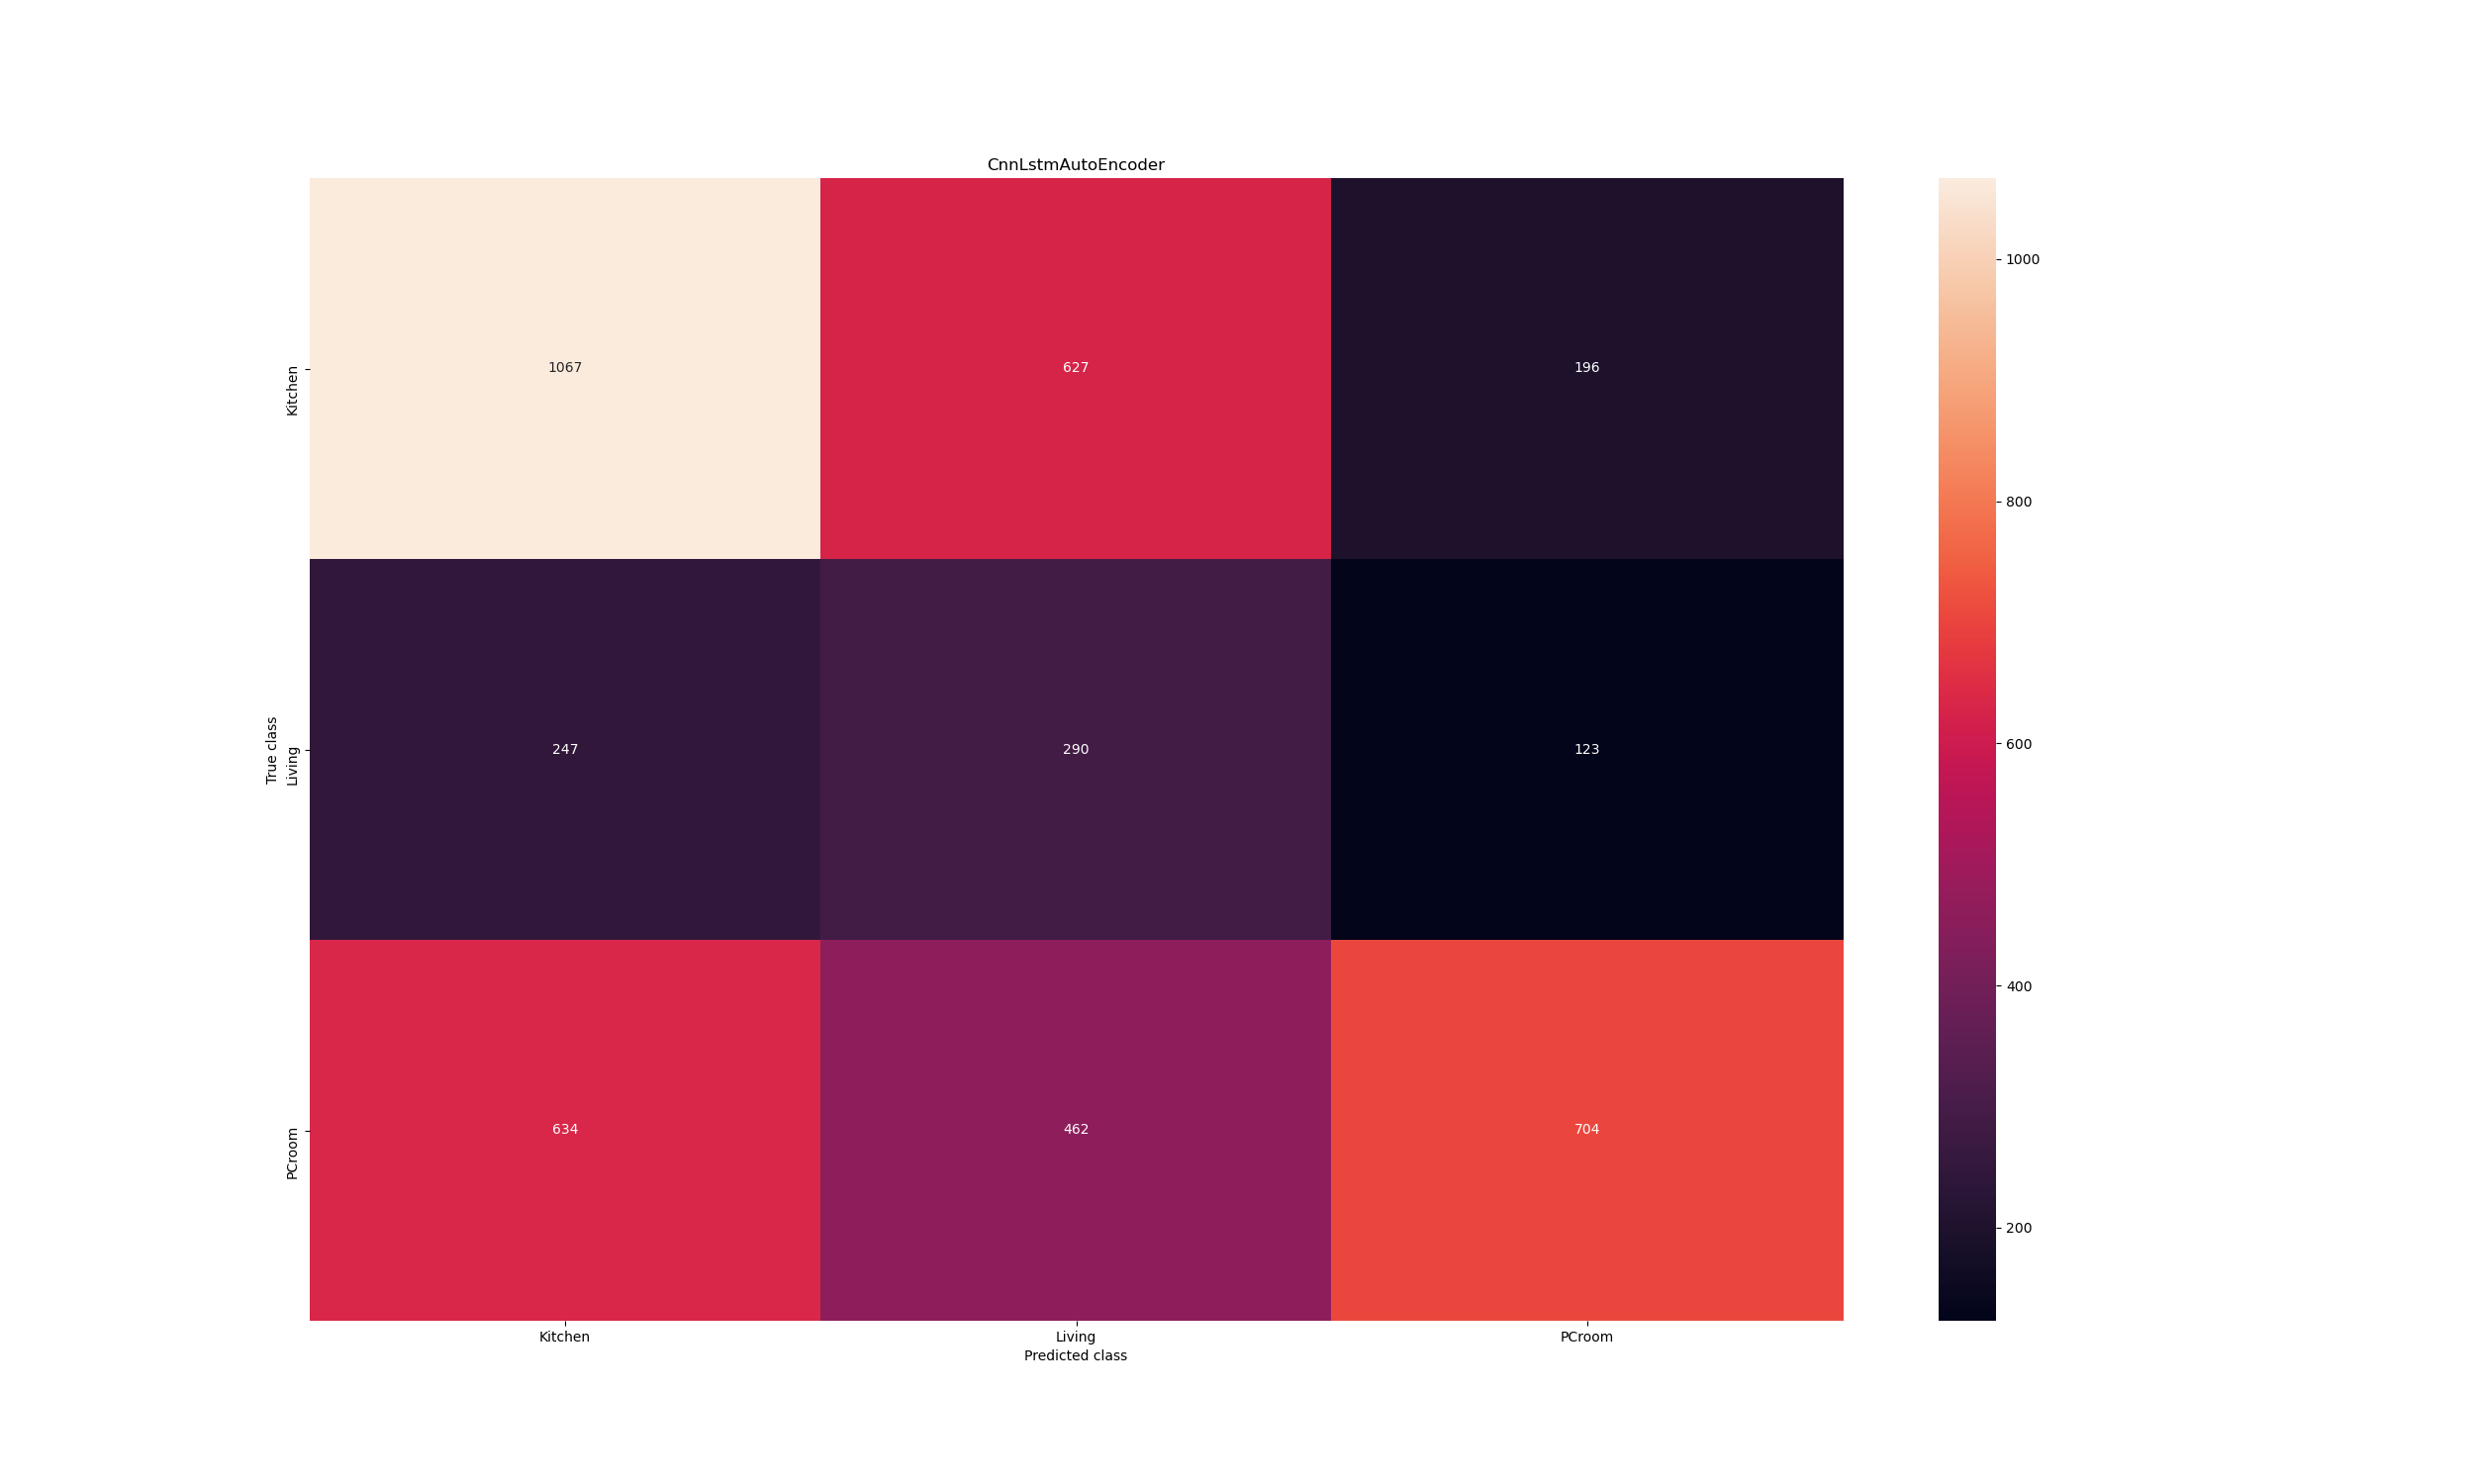 CnnLstmAutoEncoder
1000
Kitchen
1067
627
196
800
True class
Living
247
290
123
600
400
PCroom
634
462
704
200
Kitchen
Living
PCroom
Predicted class